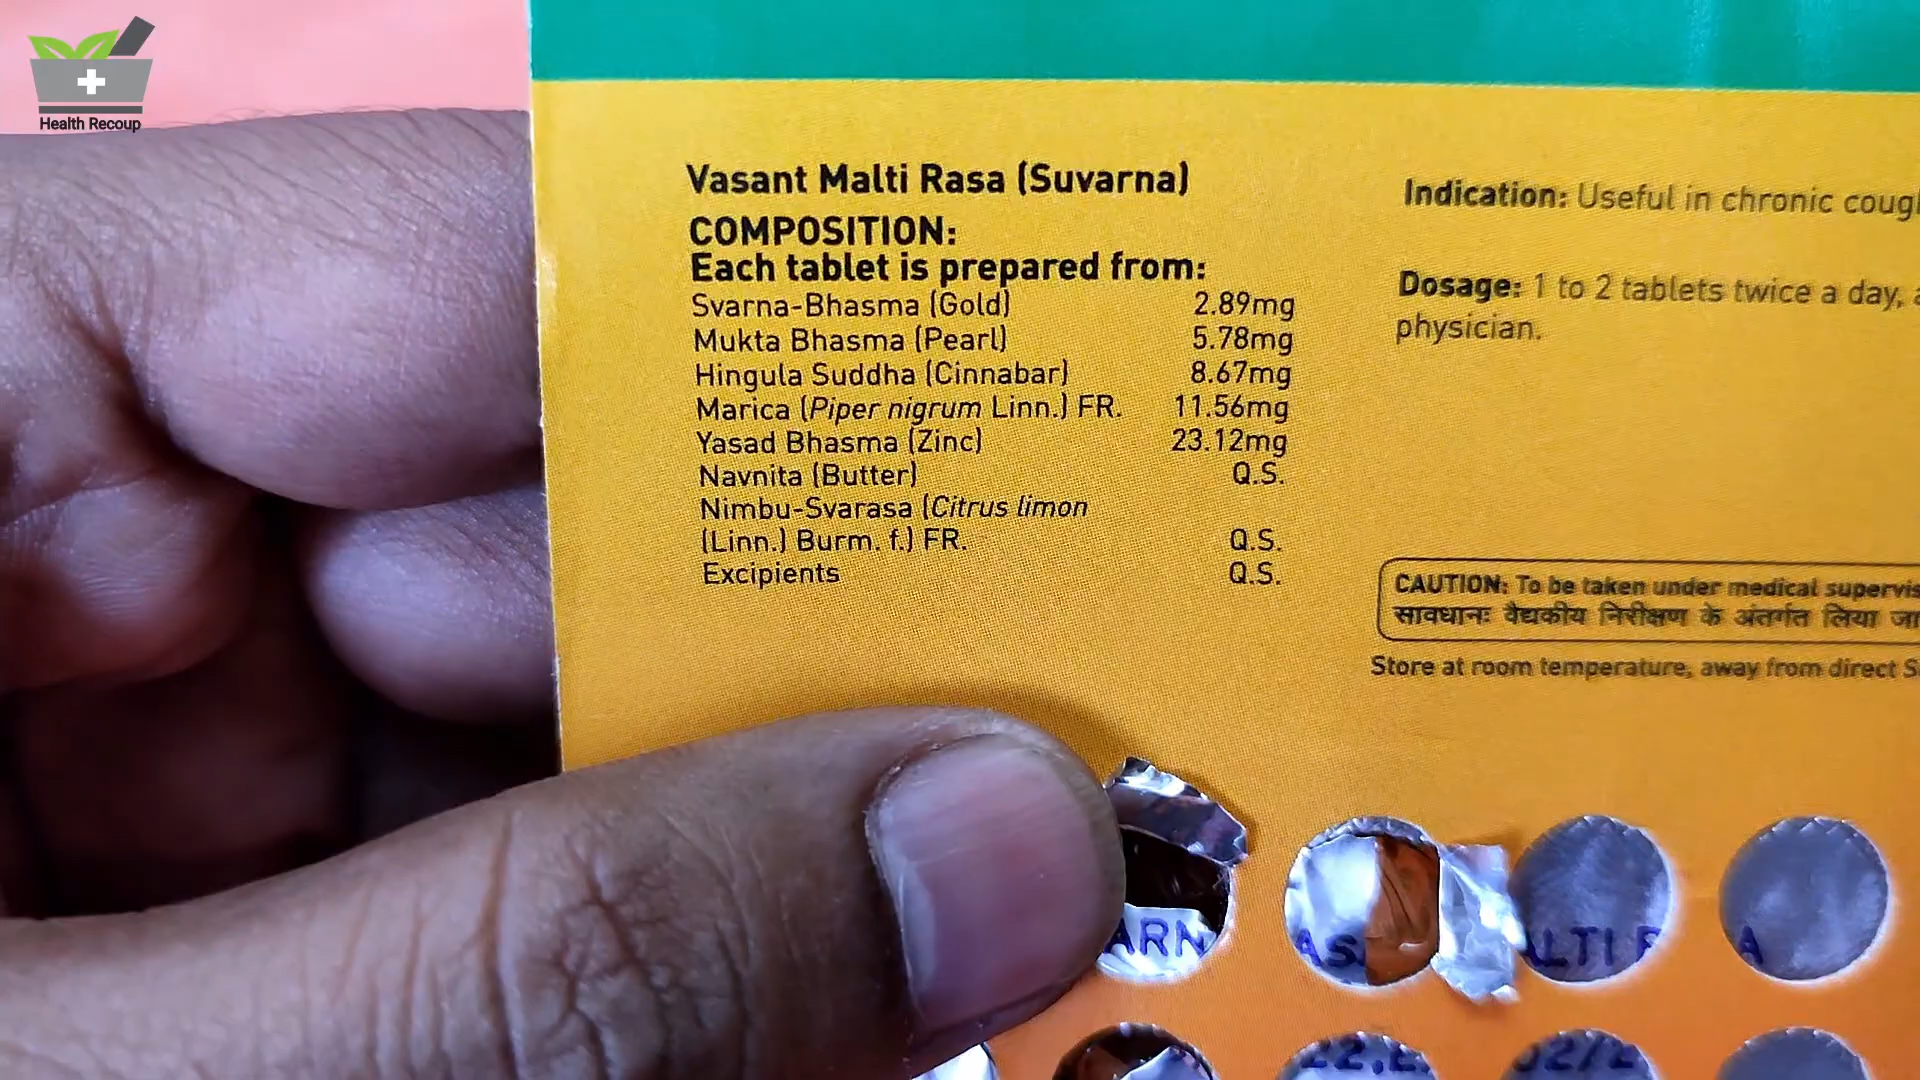 Health Recoup
Vasant Malti Rasa (Suvarna)
COMPOSITION:
Each tablet is prepared from:
Svarna-Bhasma (Gold) 2.89mg
Mukta Bhasma (Pearl) 5.78mg
Hingula Suddha (Cinnabar) 8.67mg
Marica (Piper nigrum Linn.) FR. 11.56mg
Yasad Bhasma (Zinc) 23.12mg
Navnita (Butter) Q.S.
Nimbu-Svarasa (Citrus limon
(Linn.) Burm. f.) FR. Q.S.
Excipients Q.S.
Indication: Useful in chronic
Dosage: 1 to 2 tablets twice a day,
physician.
CAUTION: To be taken under medical
सावधानः वैद्यकीय निरीक्षण के अंतर्गत लिया
Store at room temperature, away from direct